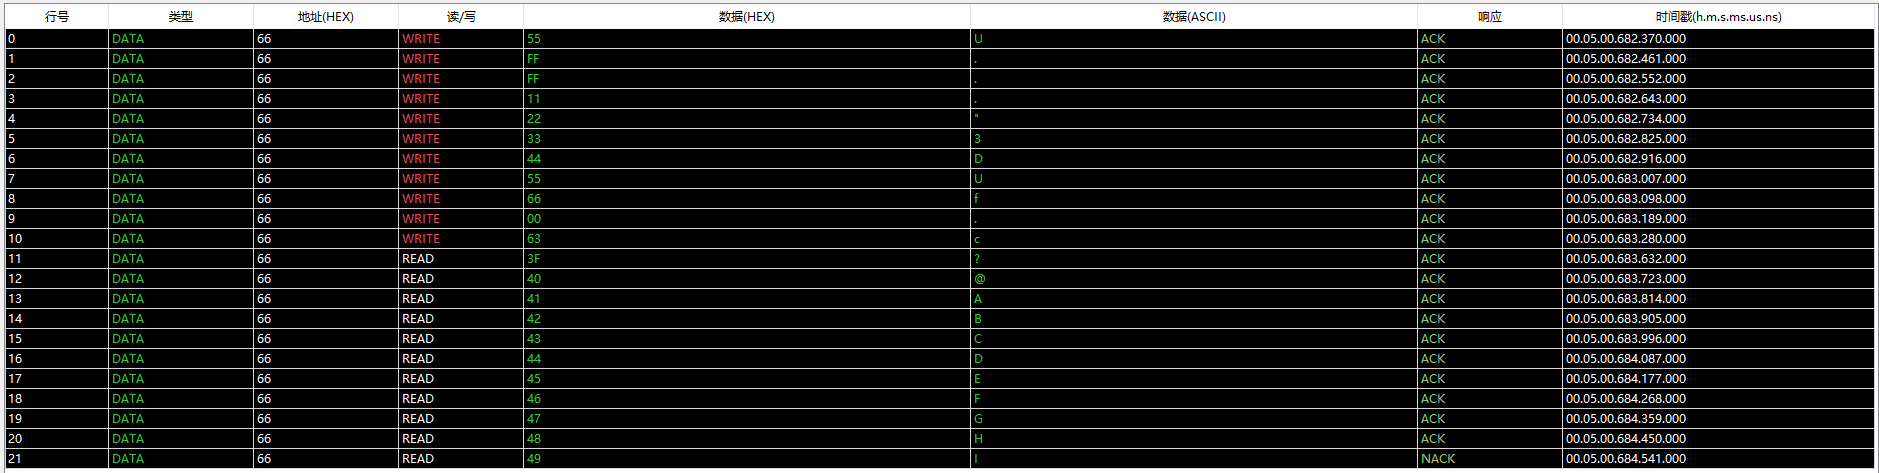 行号 类型 地址(HEX) 读/写 数据(HEX) 数据(ASCII) 响应 时间戳(h.m.s.ms.us.ns)
0 DATA 66 WRITE 55 U ACK 00.05.00.682.370.000
1 DATA 66 WRITE FF . ACK 00.05.00.682.461.000
2 DATA 66 WRITE FF . ACK 00.05.00.682.552.000
3 DATA 66 WRITE 11 . ACK 00.05.00.682.643.000
4 DATA 66 WRITE 22 " ACK 00.05.00.682.734.000
5 DATA 66 WRITE 33 3 ACK 00.05.00.682.825.000
6 DATA 66 WRITE 44 D ACK 00.05.00.682.916.000
7 DATA 66 WRITE 55 U ACK 00.05.00.683.007.000
8 DATA 66 WRITE 66 f ACK 00.05.00.683.098.000
9 DATA 66 WRITE 00 . ACK 00.05.00.683.189.000
10 DATA 66 WRITE 63 c ACK 00.05.00.683.280.000
11 DATA 66 READ 3F ? ACK 00.05.00.683.632.000
12 DATA 66 READ 40 @ ACK 00.05.00.683.723.000
13 DATA 66 READ 41 A ACK 00.05.00.683.814.000
14 DATA 66 READ 42 B ACK 00.05.00.683.905.000
15 DATA 66 READ 43 C ACK 00.05.00.683.996.000
16 DATA 66 READ 44 D ACK 00.05.00.684.087.000
17 DATA 66 READ 45 E ACK 00.05.00.684.177.000
18 DATA 66 READ 46 F ACK 00.05.00.684.268.000
19 DATA 66 READ 47 G ACK 00.05.00.684.359.000
20 DATA 66 READ 48 H ACK 00.05.00.684.450.000
21 DATA 66 READ 49 I NACK 00.05.00.684.541.000